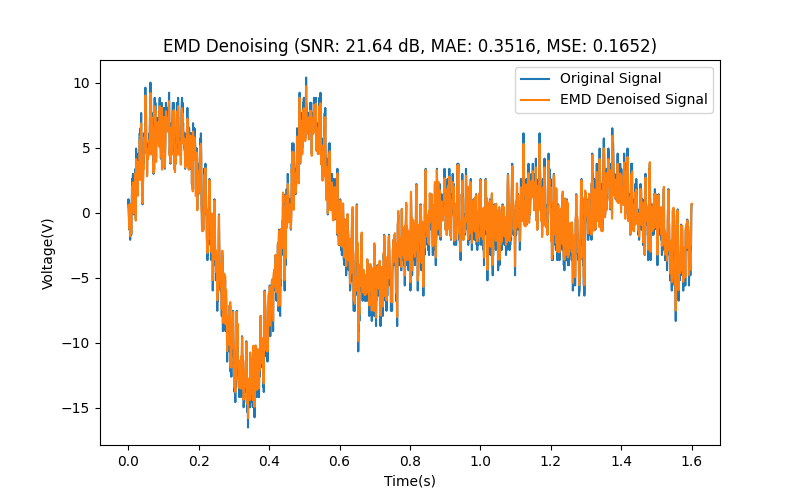 EMD Denoising (SNR: 21.64 dB, MAE: 0.3516, MSE: 0.1652)
Original Signal
EMD Denoised Signal
10
5
0
−5
−10
−15
Voltage(V)
0.0 0.2 0.4 0.6 0.8 1.0 1.2 1.4 1.6
Time(s)